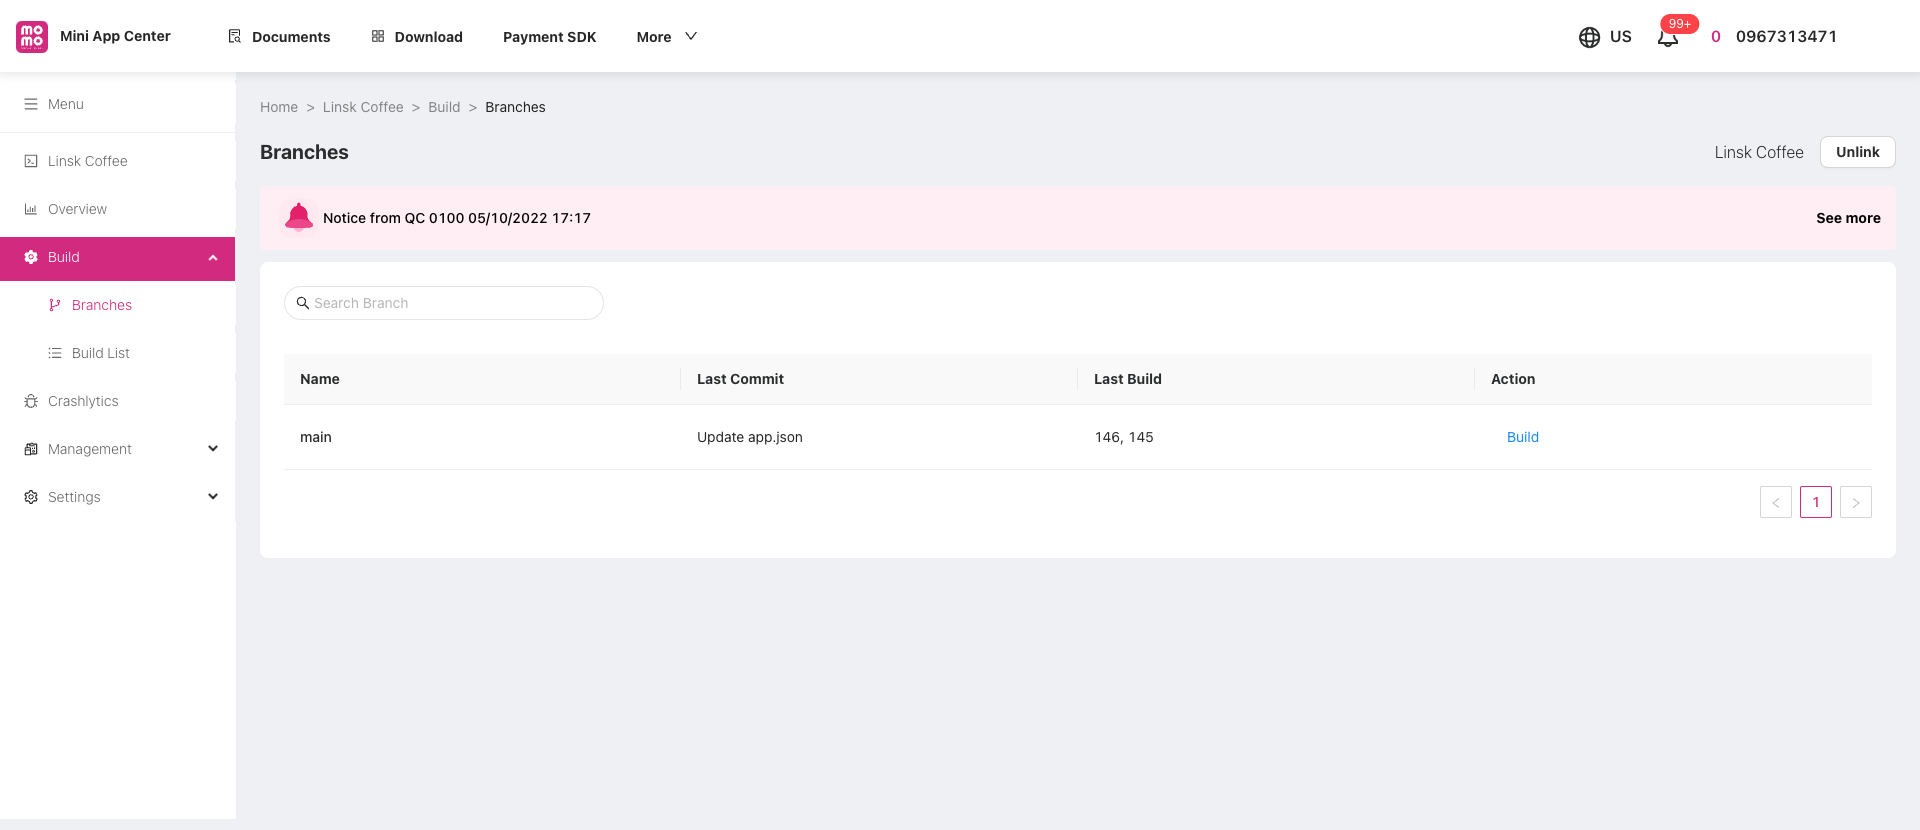 momo
Mini App Center
Documents
Download
Payment SDK
More
US
99+
0
0967313471
Menu
Linsk Coffee
Overview
Build
Branches
Build List
Crashlytics
Management
Settings
Home > Linsk Coffee > Build > Branches
Branches
Linsk Coffee
Unlink
Notice from QC 0100 05/10/2022 17:17
See more
Search Branch
Name Last Commit Last Build Action
main Update app.json 146, 145 Build
< 1 >